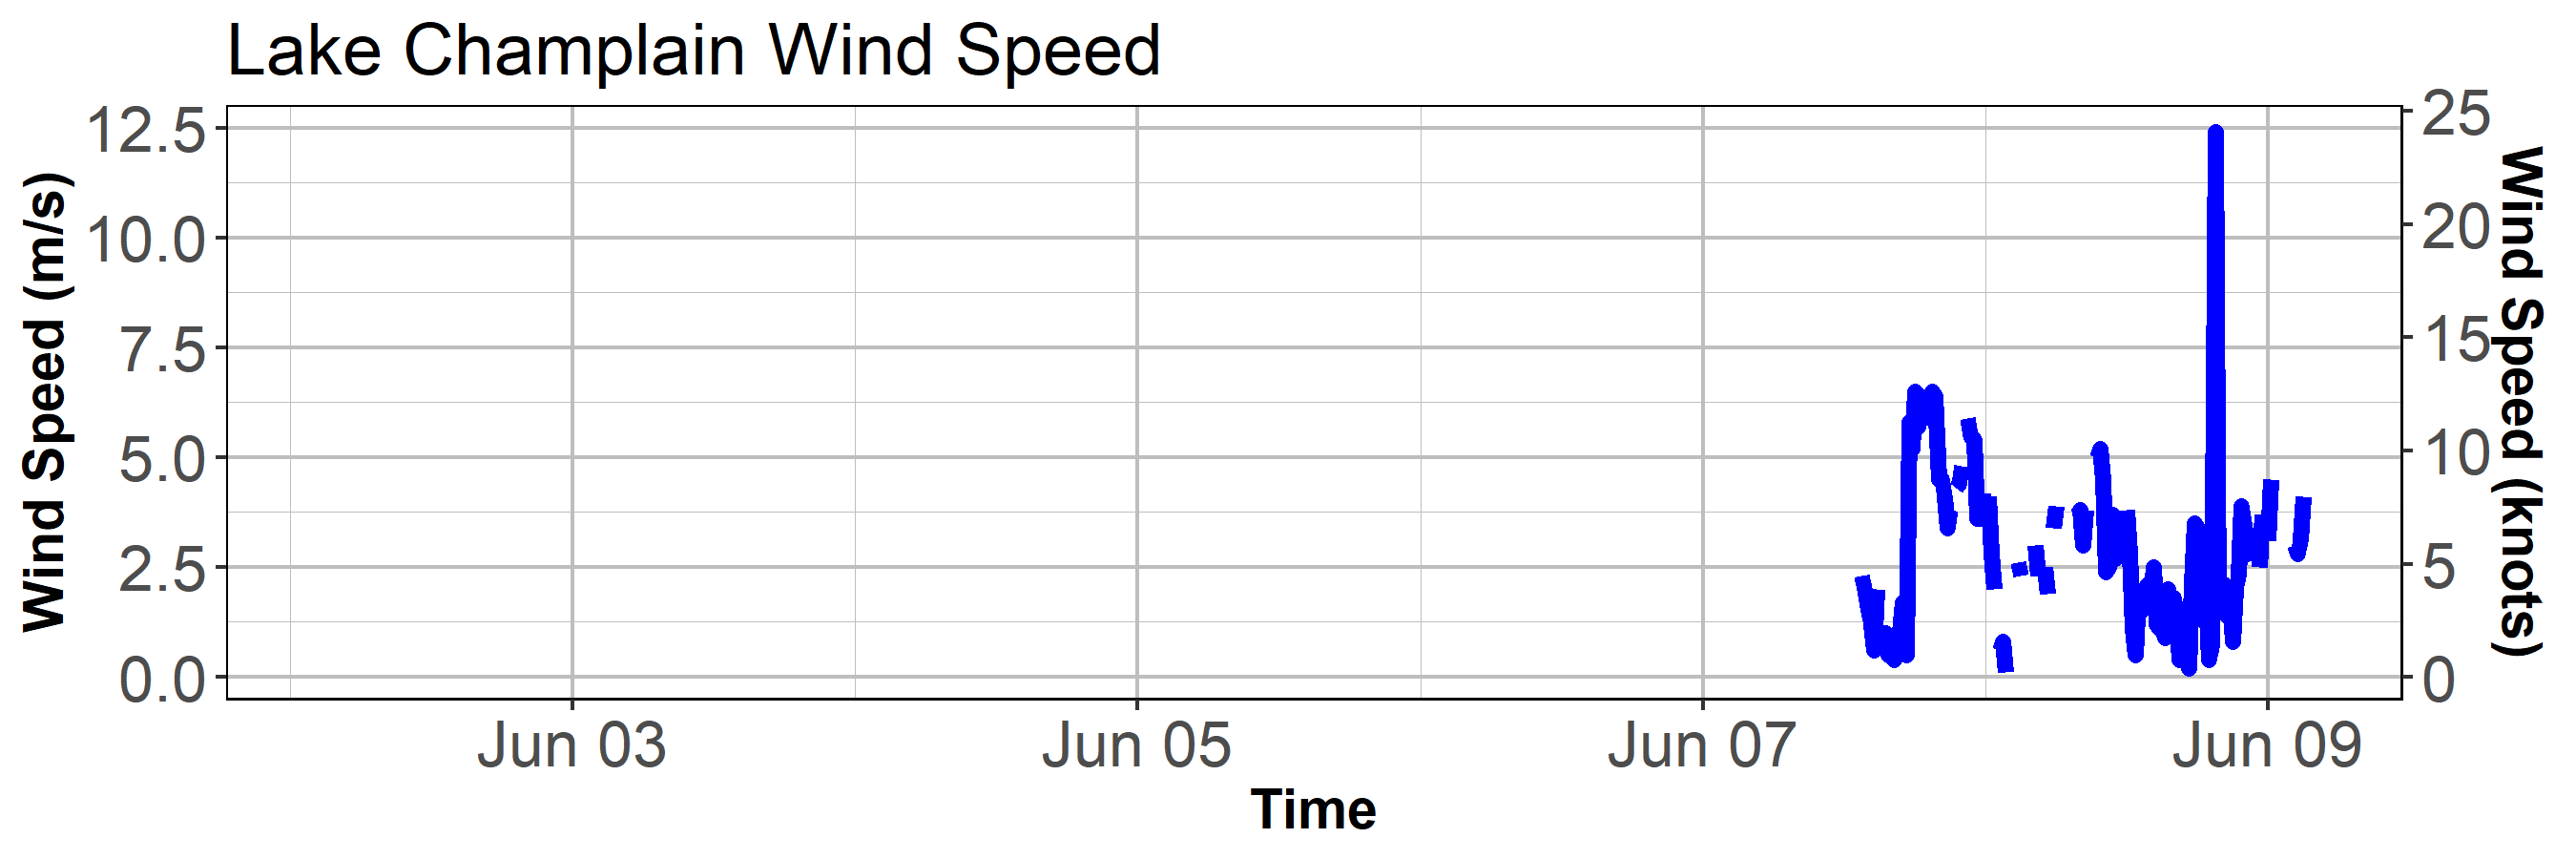 Lake Champlain Wind Speed
Wind Speed (m/s)
12.5
10.0
7.5
5.0
2.5
0.0
25
20
15
10
5
0
Wind Speed (knots)
Jun 03
Jun 05
Jun 07
Jun 09
Time